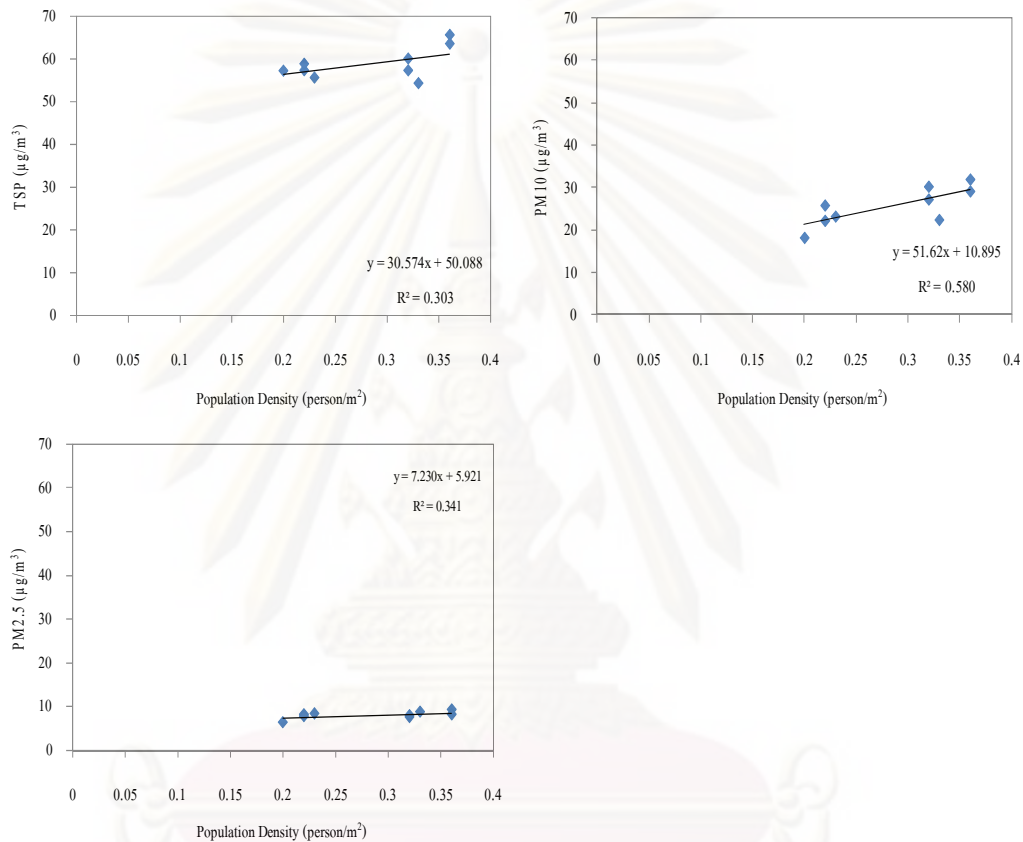 70
60
50
40
30
20
10
0
TSP (µg/m³)
y = 30.574x + 50.088
R² = 0.303
0 0.05 0.1 0.15 0.2 0.25 0.3 0.35 0.4
Population Density (person/m²)
70
60
50
40
30
20
10
0
PM10 (µg/m³)
y = 51.62x + 10.895
R² = 0.580
0 0.05 0.1 0.15 0.2 0.25 0.3 0.35 0.4
Population Density (person/m²)
70
60
50
40
30
20
10
0
PM2.5 (µg/m³)
y = 7.230x + 5.921
R² = 0.341
0 0.05 0.1 0.15 0.2 0.25 0.3 0.35 0.4
Population Density (person/m²)